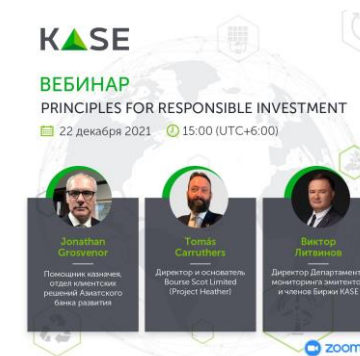 KASE
ВЕБИНАР
PRINCIPLES FOR RESPONSIBLE INVESTMENT
22 декабря 2021 15:00 (UTC+6:00)
Jonathan
Grosvenor
Помощник казначея,
отдел клиентских
решений Азиатского
банка развития
Tomás
Carruthers
Директор и основатель
Bourse Scot Limited
(Project Heather)
Виктор
Литвинов
Директор Департамент
мониторинга эмитенто
и членов Биржи KASE
zoom